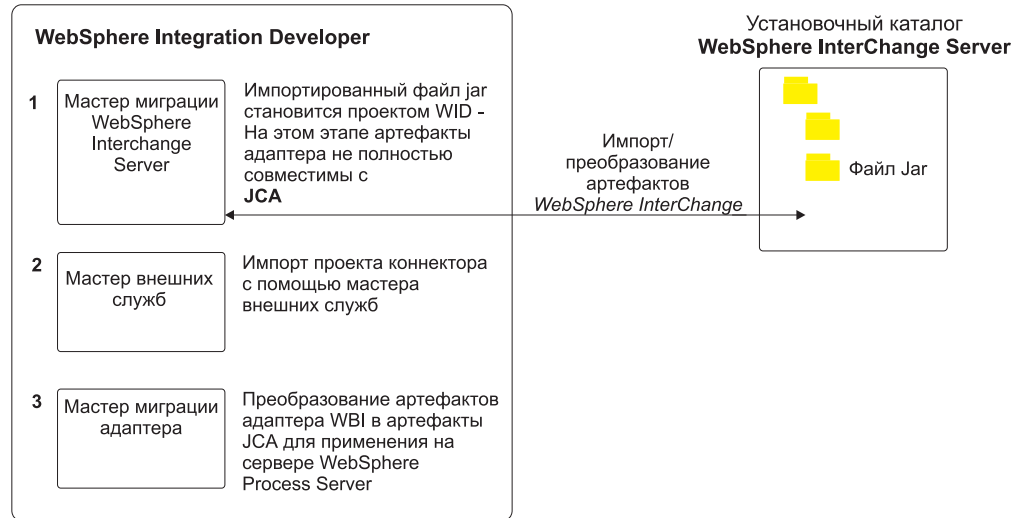 WebSphere Integration Developer
1
Мастер миграции
WebSphere
Interchange
Server
Импортированный файл jar
становится проектом WID -
На этом этапе артефакты
адаптера не полностью
совместимы с
JCA
2
Мастер внешних
служб
Импорт проекта коннектора
с помощью мастера
внешних служб
3
Мастер миграции
адаптера
Преобразование артефактов
адаптера WBI в артефакты
JCA для применения на
сервере WebSphere
Process Server
Импорт/
преобразование
артефактов
WebSphere InterChange
Установочный каталог
WebSphere InterChange Server
Файл Jar